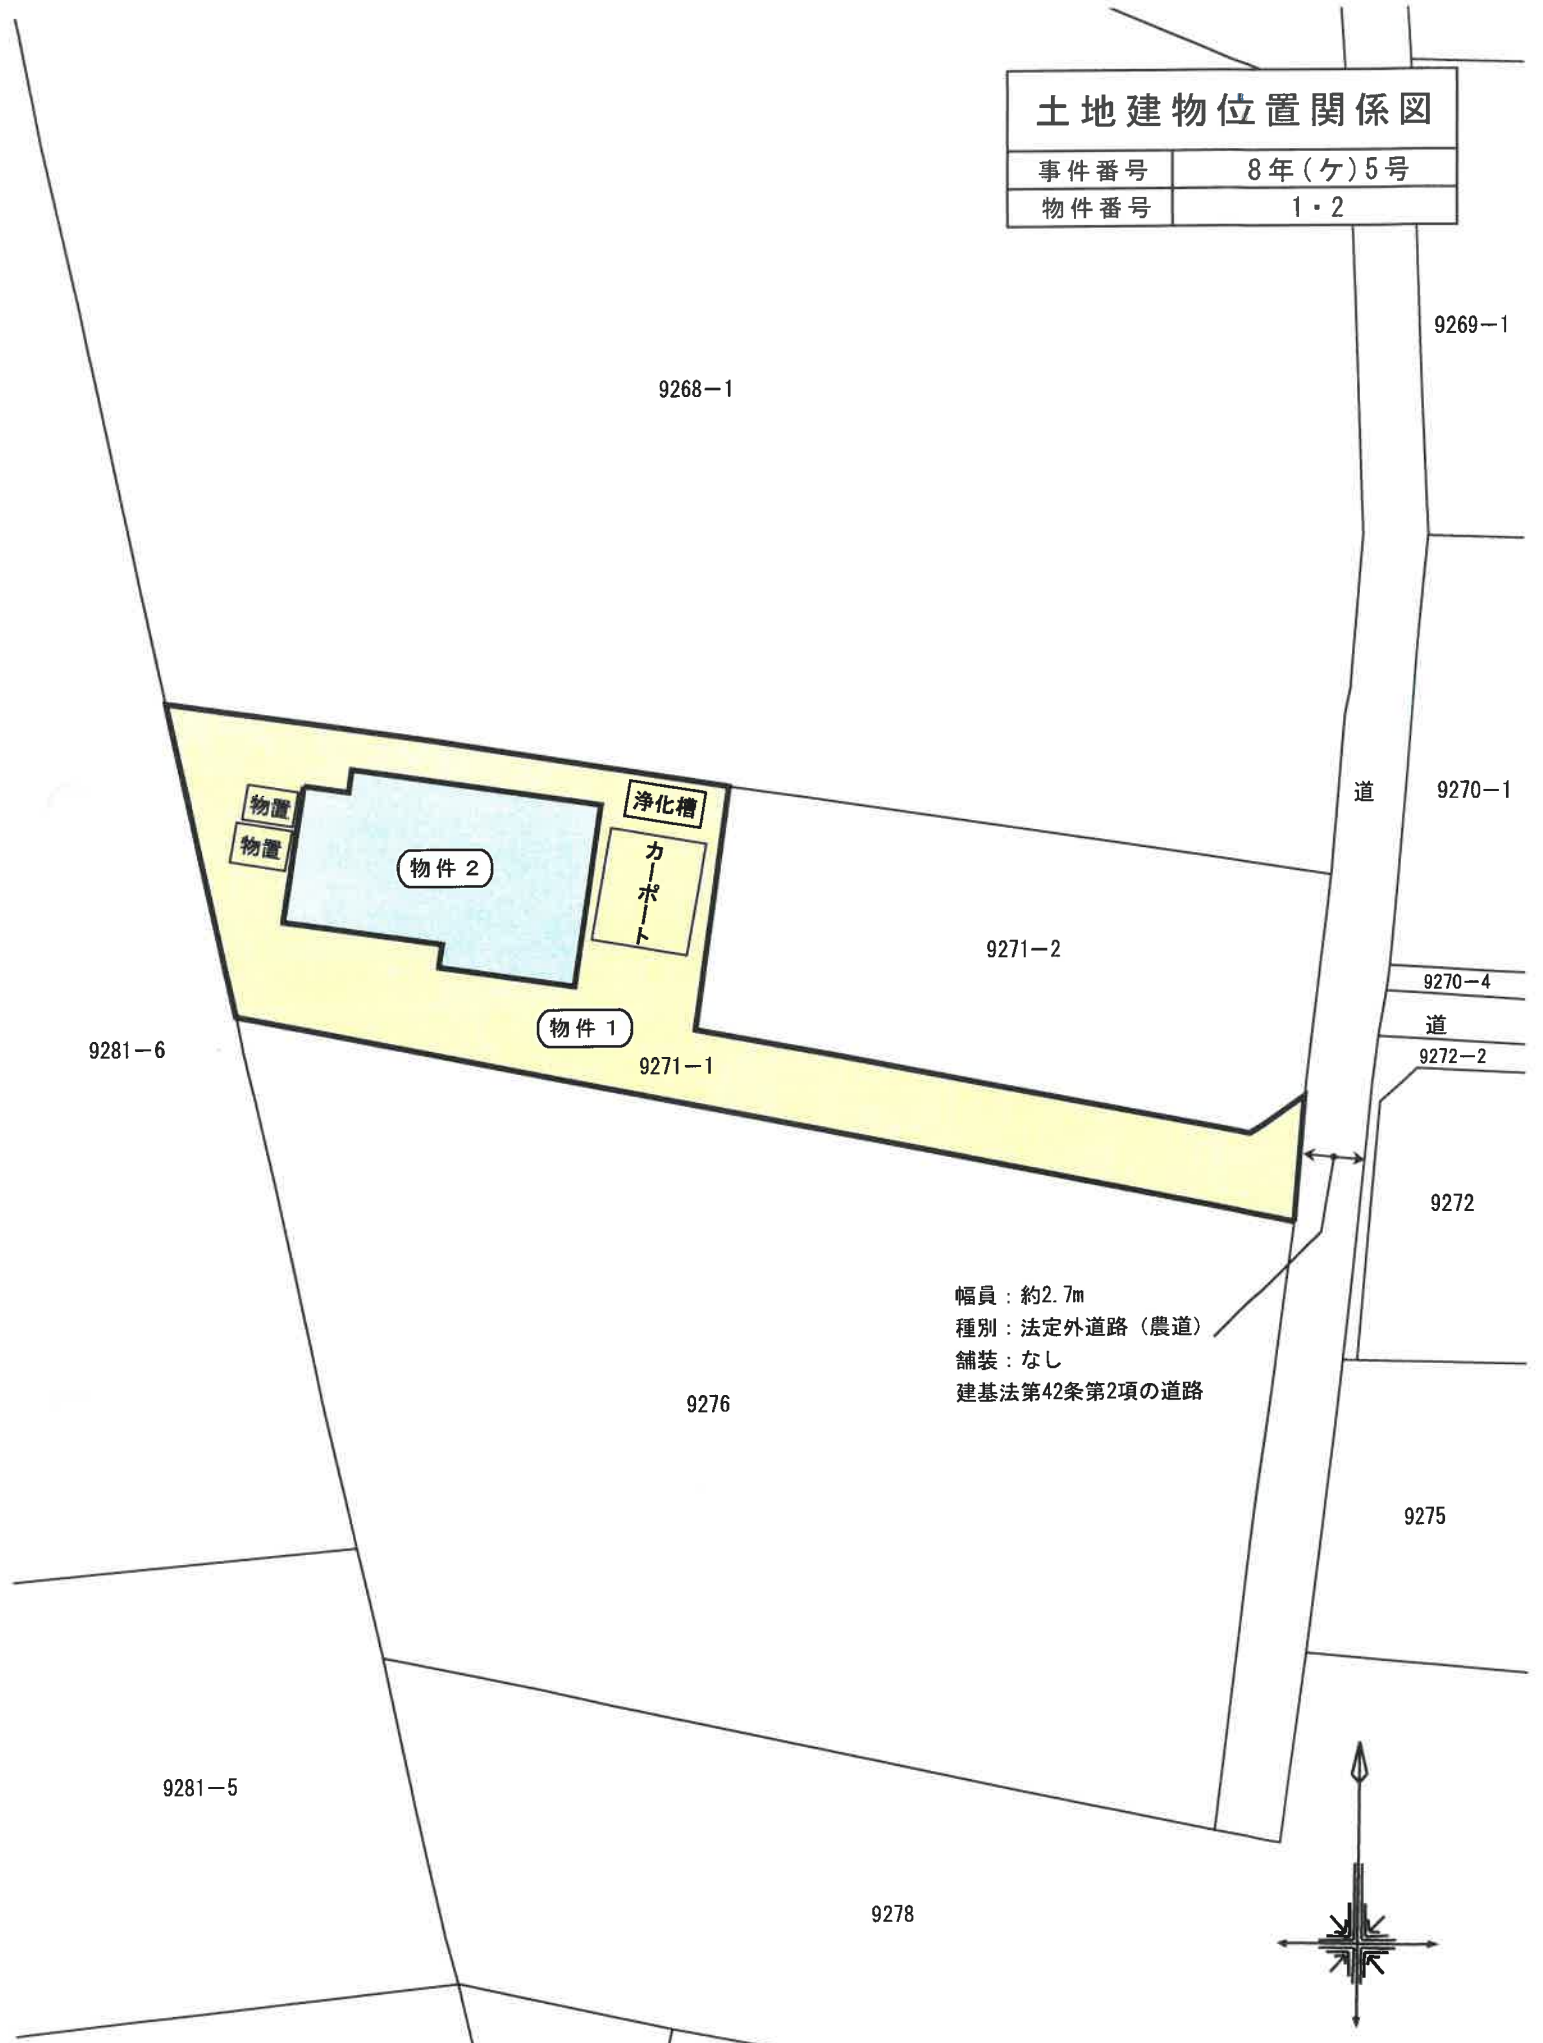 土地建物位置関係図
事件番号 8年(ケ)5号
物件番号 1・2
9269-1
9268-1
道
9270-1
物置
物置
浄化槽
カーポート
物件2
9271-2
9270-4
道
9272-2
物件1
9271-1
9281-6
9272
幅員：約2.7m
種別：法定外道路（農道）
舗装：なし
建基法第42条第2項の道路
9276
9275
9281-5
9278